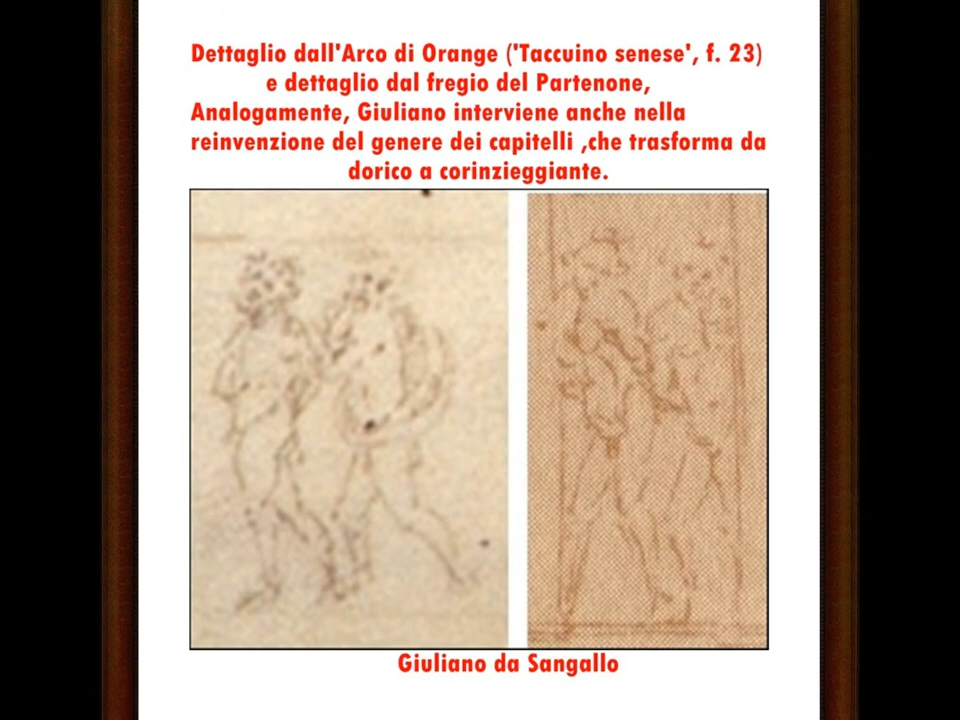 Dettaglio dall'Arco di Orange ('Taccuino senese', f. 23)
e dettaglio dal fregio del Partenone,
Analogamente, Giuliano interviene anche nella
reinvenzione del genere dei capitelli ,che trasforma da
dorico a corinzieggiante.
Giuliano da Sangallo